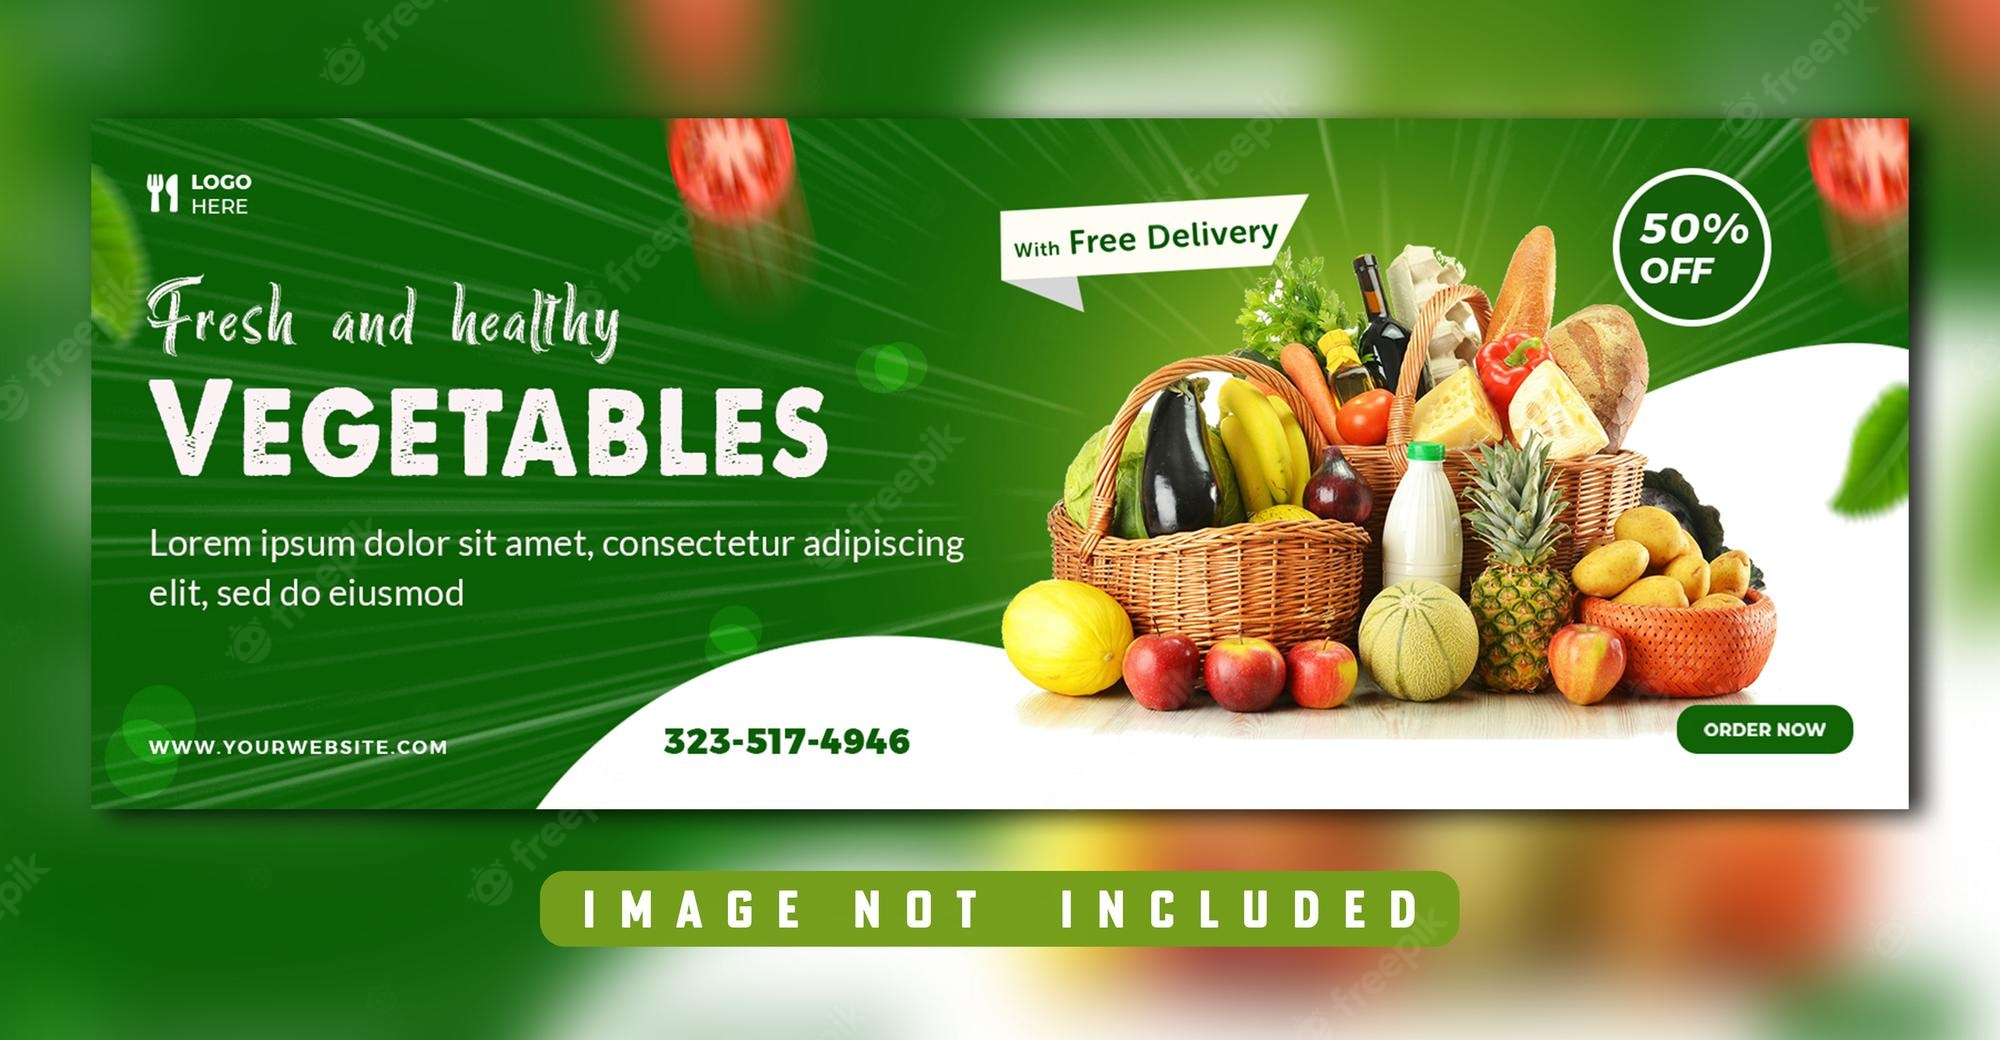 LOGO
HERE
With Free Delivery
50%
OFF
Fresh and healthy
VEGETABLES
Lorem ipsum dolor sit amet, consectetur adipiscing
elit, sed do eiusmod
WWW.YOURWEBSITE.COM
323-517-4946
ORDER NOW
IMAGE NOT INCLUDED
freepik